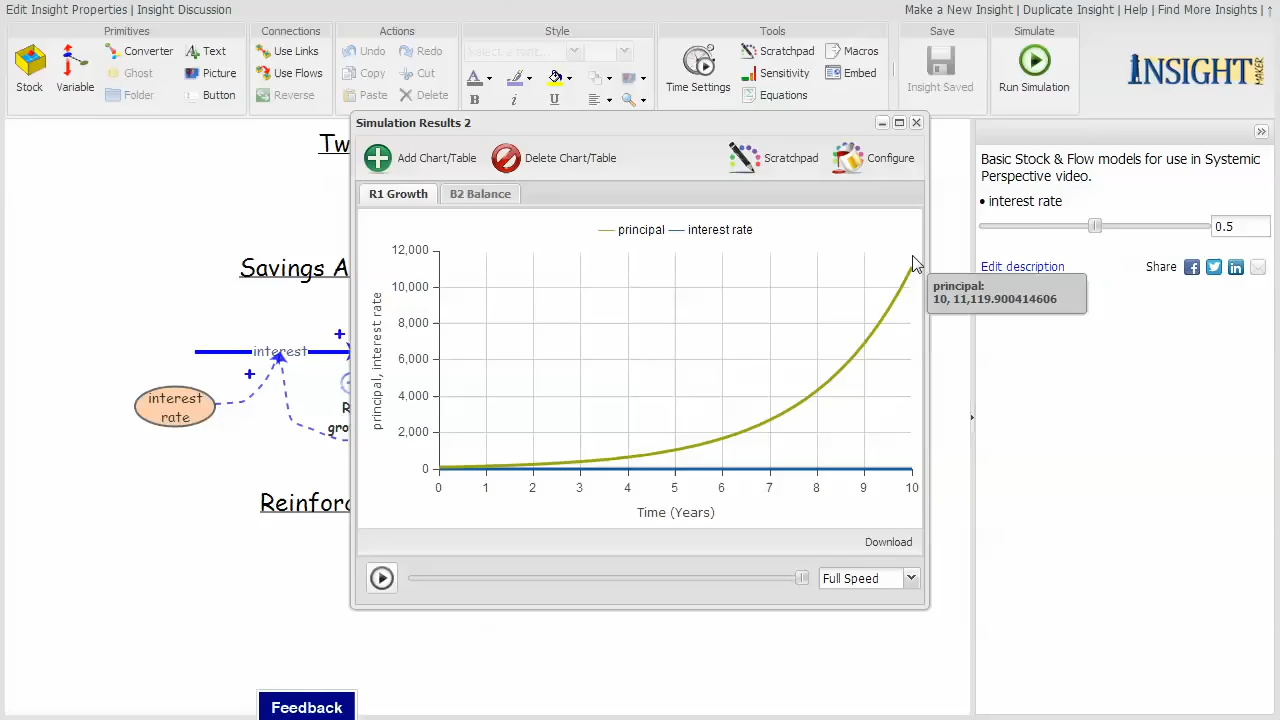 Edit Insight Properties | Insight Discussion
Make a New Insight | Duplicate Insight | Help | Find More Insights | ↑
Primitives
Connections
Actions
Style
Tools
Save
Simulate
Stock
Variable
Converter
Ghost
Folder
Text
Picture
Button
Use Links
Use Flows
Reverse
Undo
Redo
Copy
Cut
Paste
Delete
Select a font...
A
B
i
U
Time Settings
Scratchpad
Sensitivity
Equations
Macros
Embed
Insight Saved
Run Simulation
INSIGHT
MAKER
Tw
Savings A
+
interest
+
interest
rate
R
grow
Reinforc
Simulation Results 2
Add Chart/Table
Delete Chart/Table
Scratchpad
Configure
R1 Growth
B2 Balance
principal
interest rate
principal, interest rate
12,000
10,000
8,000
6,000
4,000
2,000
0
0 1 2 3 4 5 6 7 8 9 10
Time (Years)
principal:
10, 11,119.900414606
Download
Full Speed
Basic Stock & Flow models for use in Systemic
Perspective video.
• interest rate
0.5
Edit description
Share
Feedback